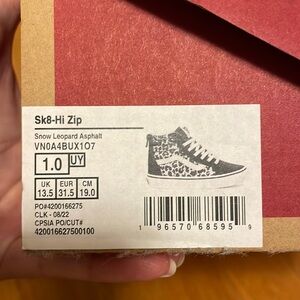 Sk8-Hi Zip
Snow Leopard Asphalt
VN0A4BUX1O7
1.0 UY
UK EUR CM
13.5 31.5 19.0
PO#4200166275
CLK - 08/22
CPSIA PO/CUT#
420016627500100
1 96570 68595 9